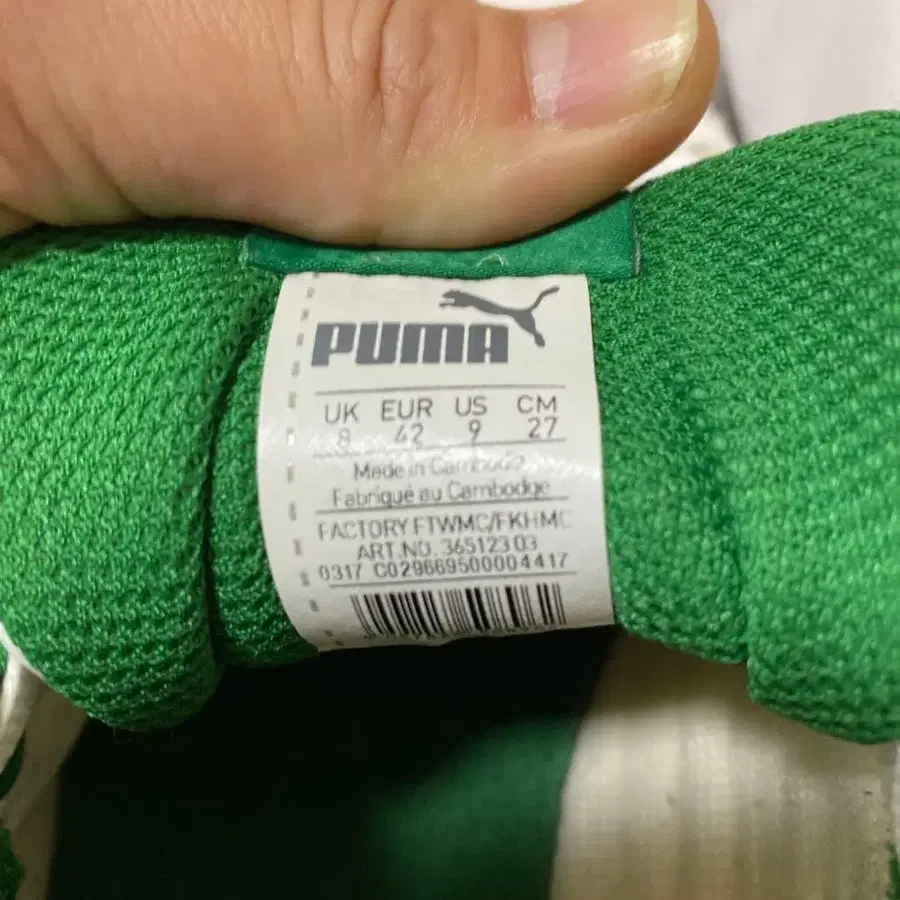 PUMA
UK EUR US CM
8 42 9 27
Made in Cambodia
Fabriqué au Cambodge
FACTORY FTWMC/FKHMC
ART.NO. 365123 03
0317 C0296695000004417